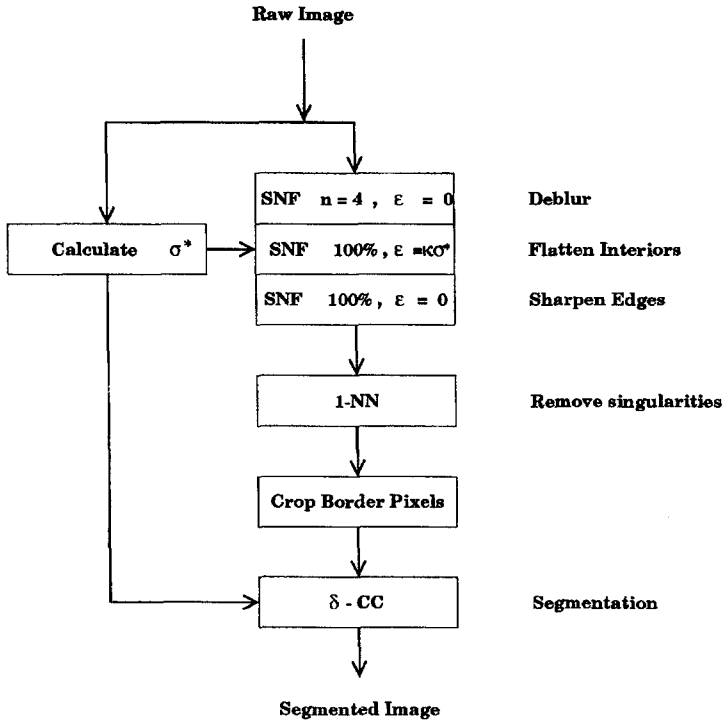 Raw Image
SNF n = 4 , ε = 0 Deblur
Calculate σ* SNF 100% , ε = κσ* Flatten Interiors
SNF 100% , ε = 0 Sharpen Edges
1-NN Remove singularities
Crop Border Pixels
δ - CC Segmentation
Segmented Image